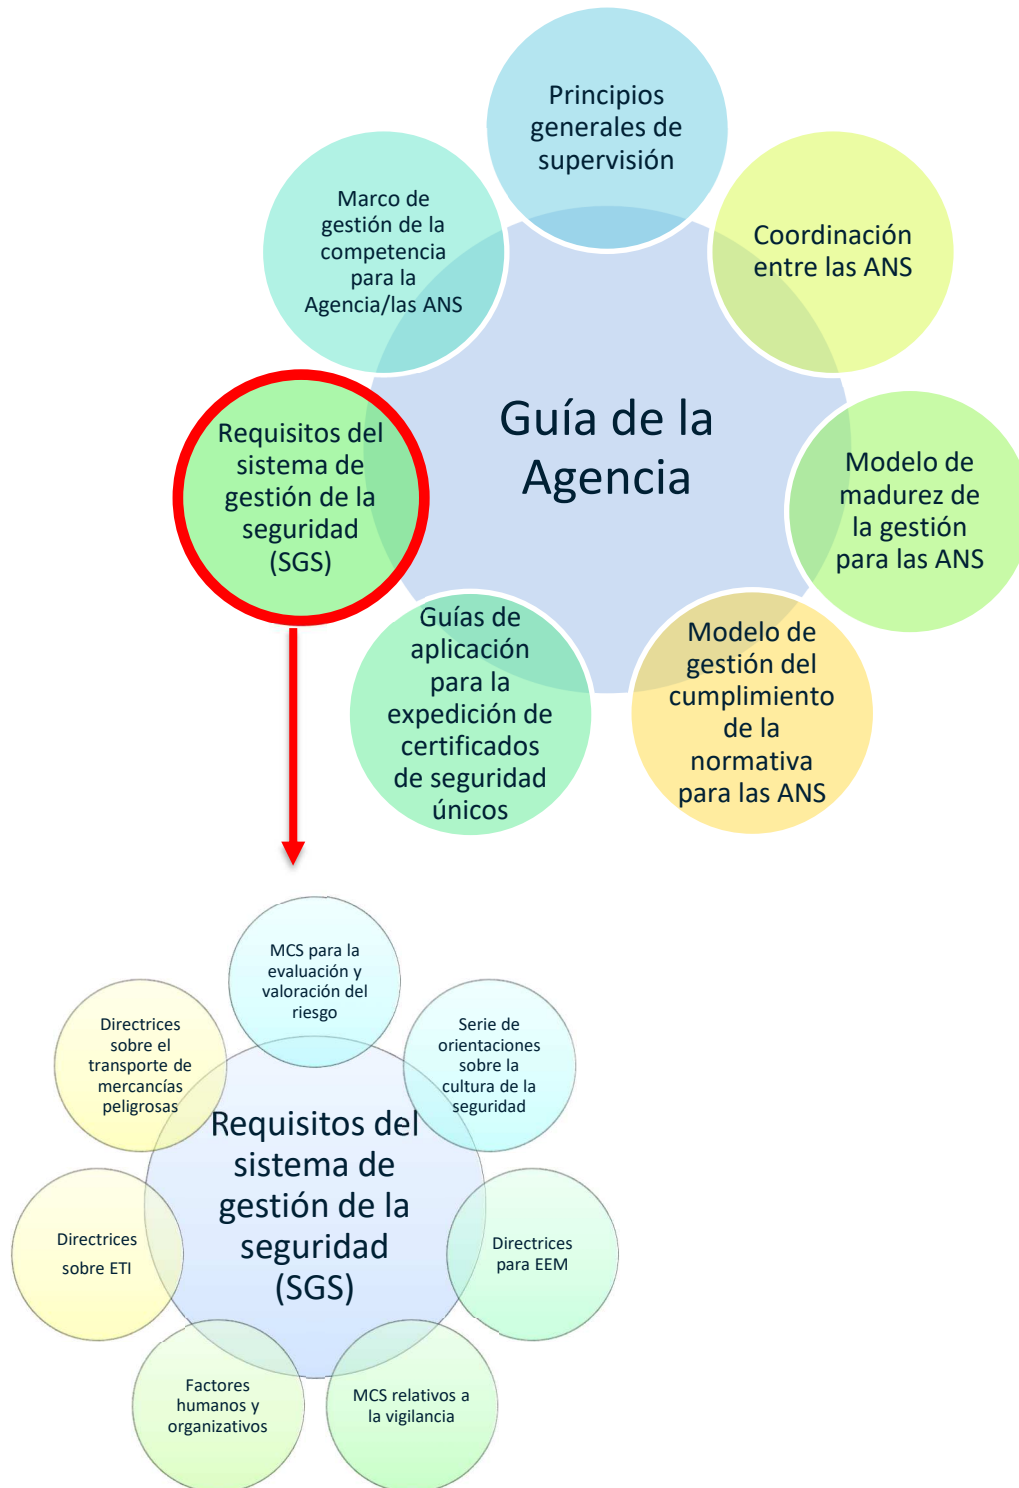 Principios
generales de
supervisión
Marco de
gestión de la
competencia
para la
Agencia/las ANS
Coordinación
entre las ANS
Guía de la
Agencia
Requisitos del
sistema de
gestión de la
seguridad
(SGS)
Modelo de
madurez de
la gestión
para las ANS
Guías de
aplicación
para la
expedición de
certificados
de seguridad
únicos
Modelo de
gestión del
cumplimiento
de la
normativa
para las ANS
MCS para la
evaluación y
valoración del
riesgo
Directrices
sobre el
transporte de
mercancías
peligrosas
Serie de
orientaciones
sobre la
cultura de la
seguridad
Requisitos del
sistema de
gestión de la
seguridad
(SGS)
Directrices
sobre ETI
Directrices
para EEM
Factores
humanos y
organizativos
MCS relativos a
la vigilancia